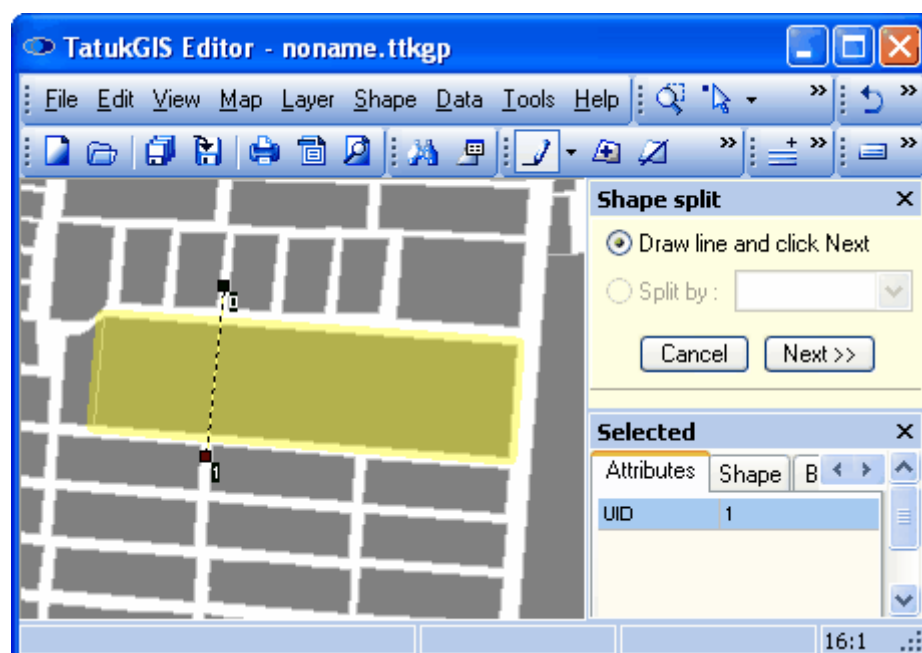 TatukGIS Editor - noname.ttkgp
File Edit View Map Layer Shape Data Tools Help
Shape split
Draw line and click Next
Split by :
Cancel Next >>
0
1
Selected
Attributes Shape B
UID 1
16:1